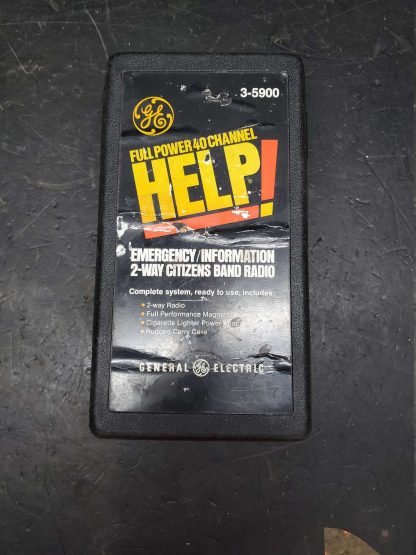 3-5900
GE
FULL POWER 40 CHANNEL
HELP!
EMERGENCY/INFORMATION
2-WAY CITIZENS BAND RADIO
Complete system, ready to use, includes:
• 2-way Radio
• Full Performance Magnetic
• Cigarette Lighter Power
• Rugged Carry Case
GENERAL GE ELECTRIC